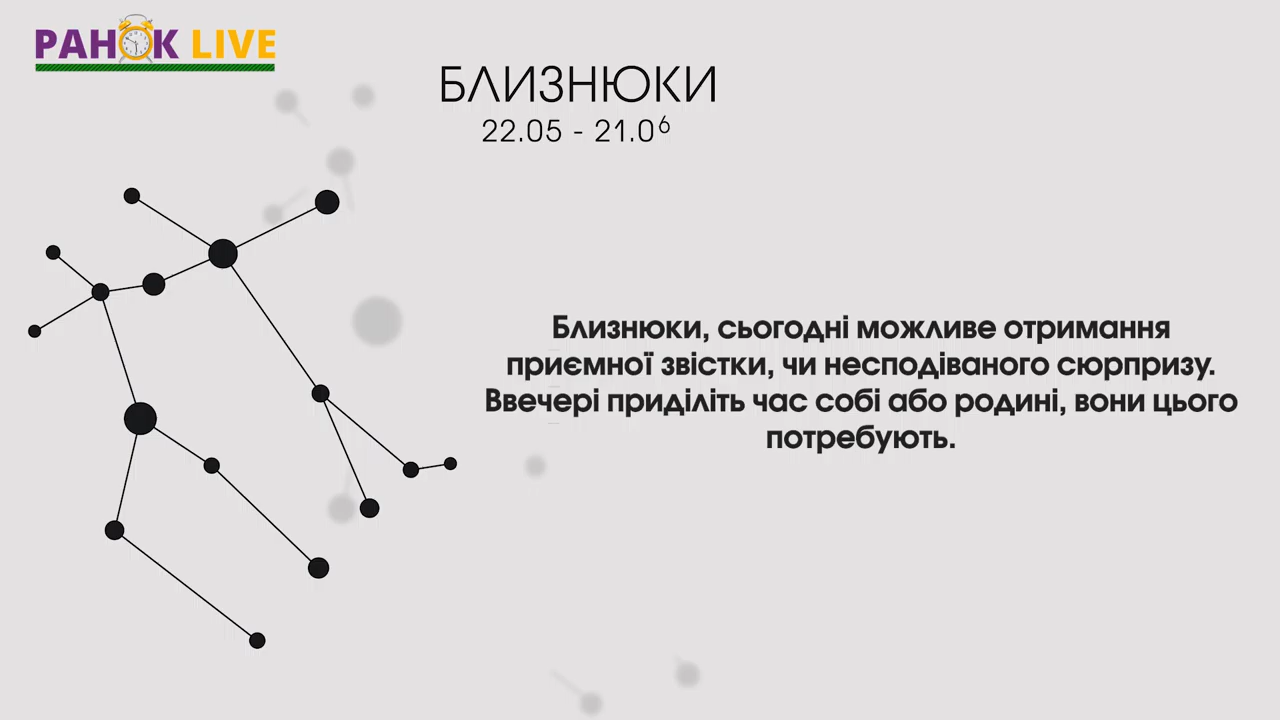 РАНОК LIVE
БЛИЗНЮКИ
22.05 - 21.06
Близнюки, сьогодні можливе отримання
приємної звістки, чи несподіваного сюрпризу.
Ввечері приділіть час собі або родині, вони цього
потребують.